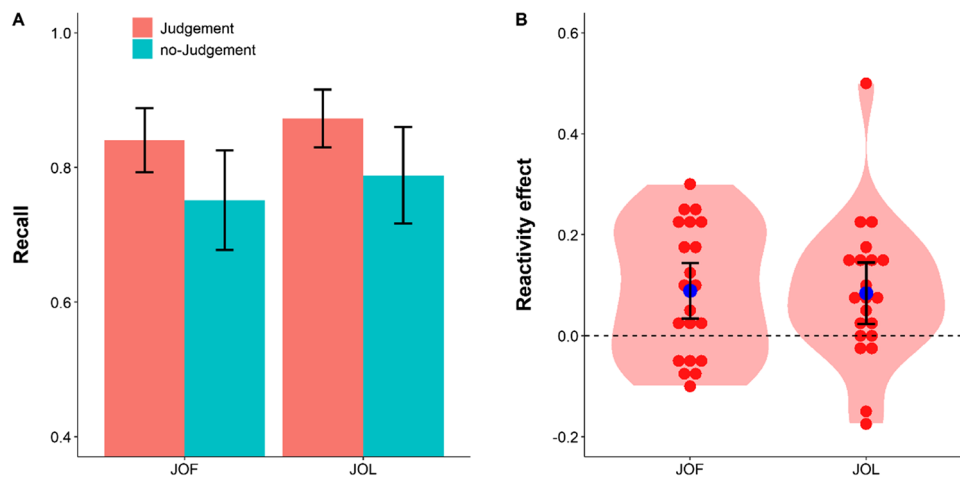 A
Judgement
no-Judgement
Recall
1.0
0.8
0.6
0.4
JOF
JOL
B
Reactivity effect
0.6
0.4
0.2
0.0
-0.2
JOF
JOL